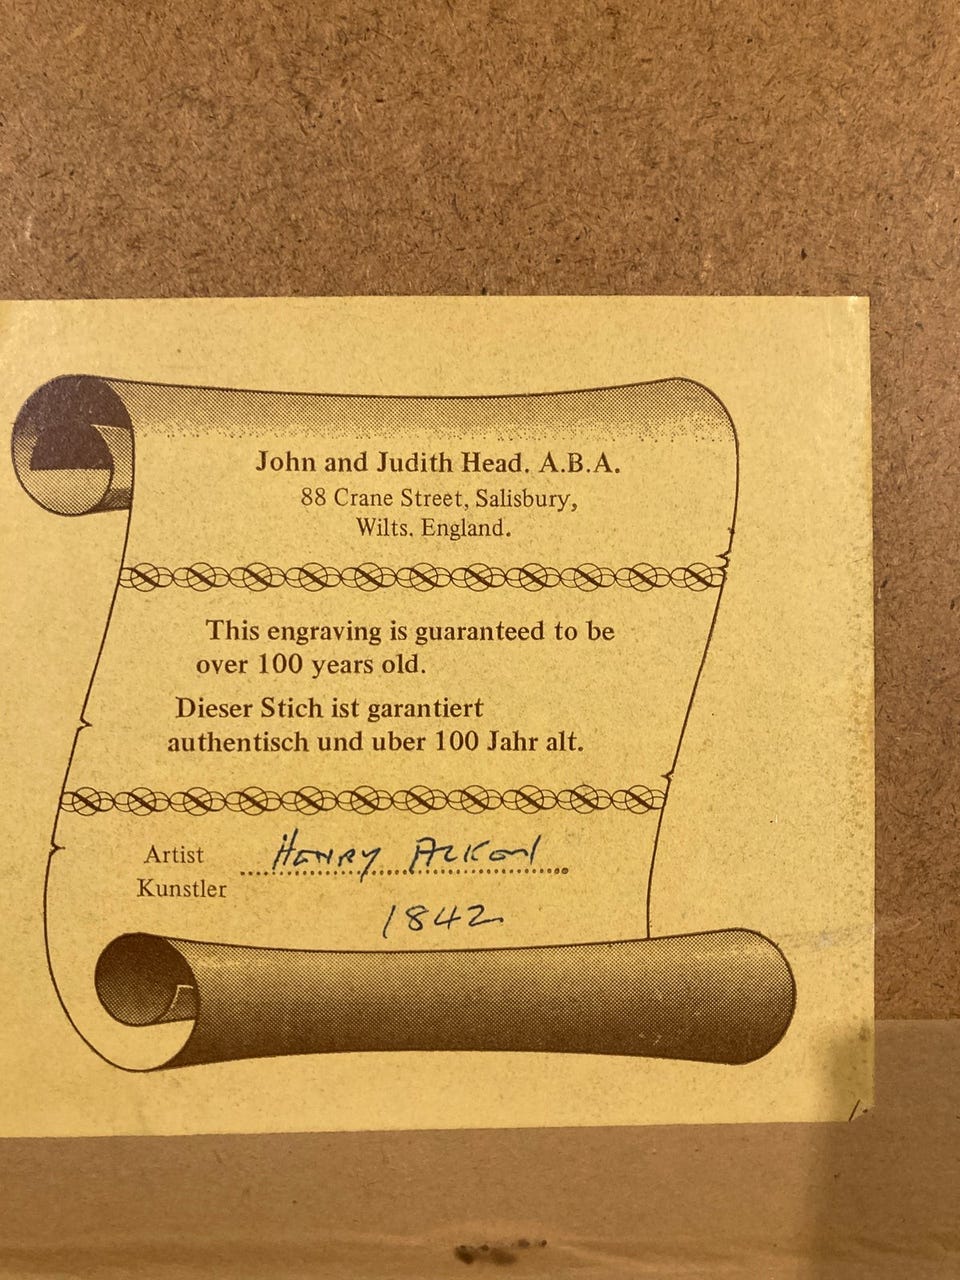 John and Judith Head. A.B.A.
88 Crane Street, Salisbury,
Wilts. England.
This engraving is guaranteed to be
over 100 years old.
Dieser Stich ist garantiert
authentisch und uber 100 Jahr alt.
Artist HENRY
Kunstler
1842